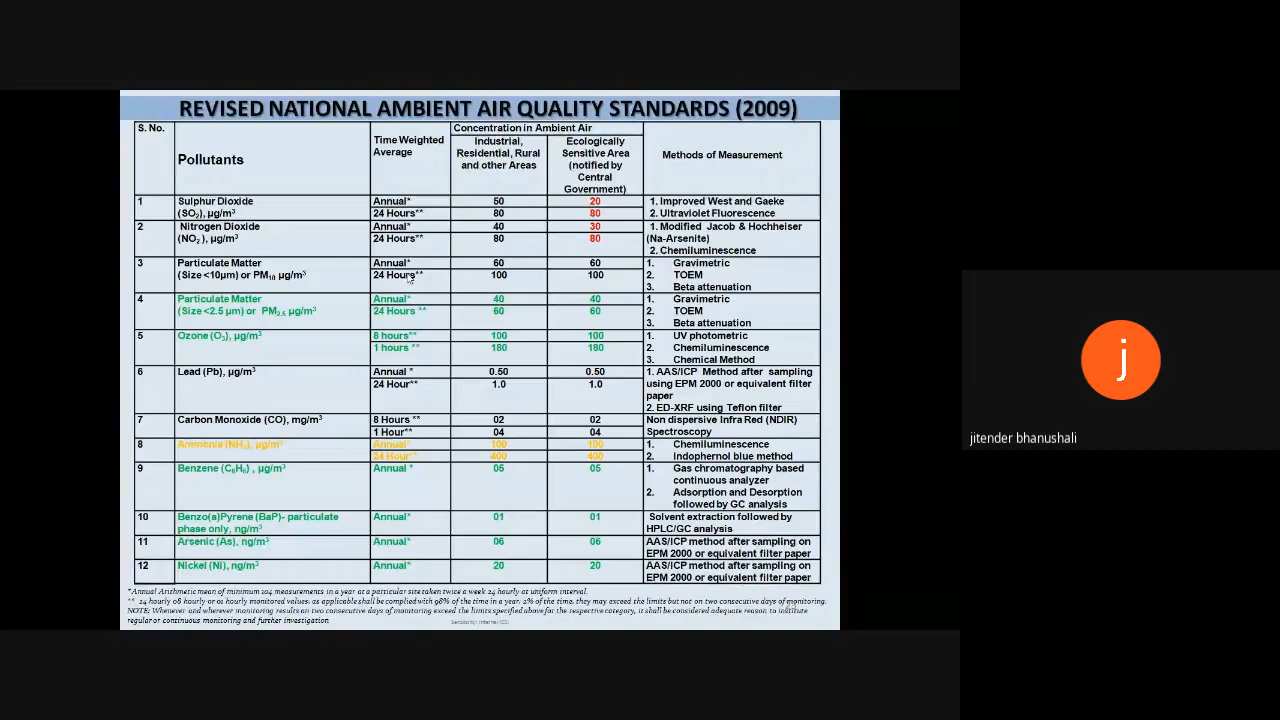 REVISED NATIONAL AMBIENT AIR QUALITY STANDARDS (2009)
S. No.
Pollutants
Time Weighted
Average
Concentration in Ambient Air
Industrial,
Residential, Rural
and other Areas
Ecologically
Sensitive Area
(notified by
Central
Government)
Methods of Measurement
1 Sulphur Dioxide Annual* 50 20 1. Improved West and Gaeke
(SO2), µg/m3 24 Hours** 80 80 2. Ultraviolet Fluorescence
2 Nitrogen Dioxide Annual* 40 30 1. Modified Jacob & Hochheiser
(NO2), µg/m3 24 Hours** 80 80 (Na-Arsenite)
2. Chemiluminescence
3 Particulate Matter Annual* 60 60 1. Gravimetric
(Size <10µm) or PM10 µg/m3 24 Hours** 100 100 2. TOEM
3. Beta attenuation
4 Particulate Matter Annual* 40 40 1. Gravimetric
(Size <2.5 µm) or PM2.5 µg/m3 24 Hours ** 60 60 2. TOEM
3. Beta attenuation
5 Ozone (O3), µg/m3 8 hours** 100 100 1. UV photometric
1 hours ** 180 180 2. Chemiluminescence
3. Chemical Method
6 Lead (Pb), µg/m3 Annual * 0.50 0.50 1. AAS/ICP Method after sampling
24 Hour** 1.0 1.0 using EPM 2000 or equivalent filter
paper
2. ED-XRF using Teflon filter
7 Carbon Monoxide (CO), mg/m3 8 Hours ** 02 02 Non dispersive Infra Red (NDIR)
1 Hour** 04 04 Spectroscopy
8 Ammonia (NH3), µg/m3 Annual* 100 100 1. Chemiluminescence
24 Hour** 400 400 2. Indophernol blue method
9 Benzene (C6H6) , µg/m3 Annual * 05 05 1. Gas chromatography based
continuous analyzer
2. Adsorption and Desorption
followed by GC analysis
10 Benzo(a)Pyrene (BaP)- particulate Annual* 01 01 Solvent extraction followed by
phase only, ng/m3 HPLC/GC analysis
11 Arsenic (As), ng/m3 Annual* 06 06 AAS/ICP method after sampling on
EPM 2000 or equivalent filter paper
12 Nickel (Ni), ng/m3 Annual* 20 20 AAS/ICP method after sampling on
EPM 2000 or equivalent filter paper
* Annual Arithmetic mean of minimum 104 measurements in a year at a particular site taken twice a week 24 hourly at uniform interval.
** 24 hourly 08 hourly or 01 hourly monitored values, as applicable shall be complied with 98% of the time in a year. 2% of the time, they may exceed the limits but not on two consecutive days of monitoring.
NOTE: Whenever and wherever monitoring results on two consecutive days of monitoring exceed the limits specified above for the respective category, it shall be considered adequate reason to institute
regular or continuous monitoring and further investigation
j
jitender bhanushali